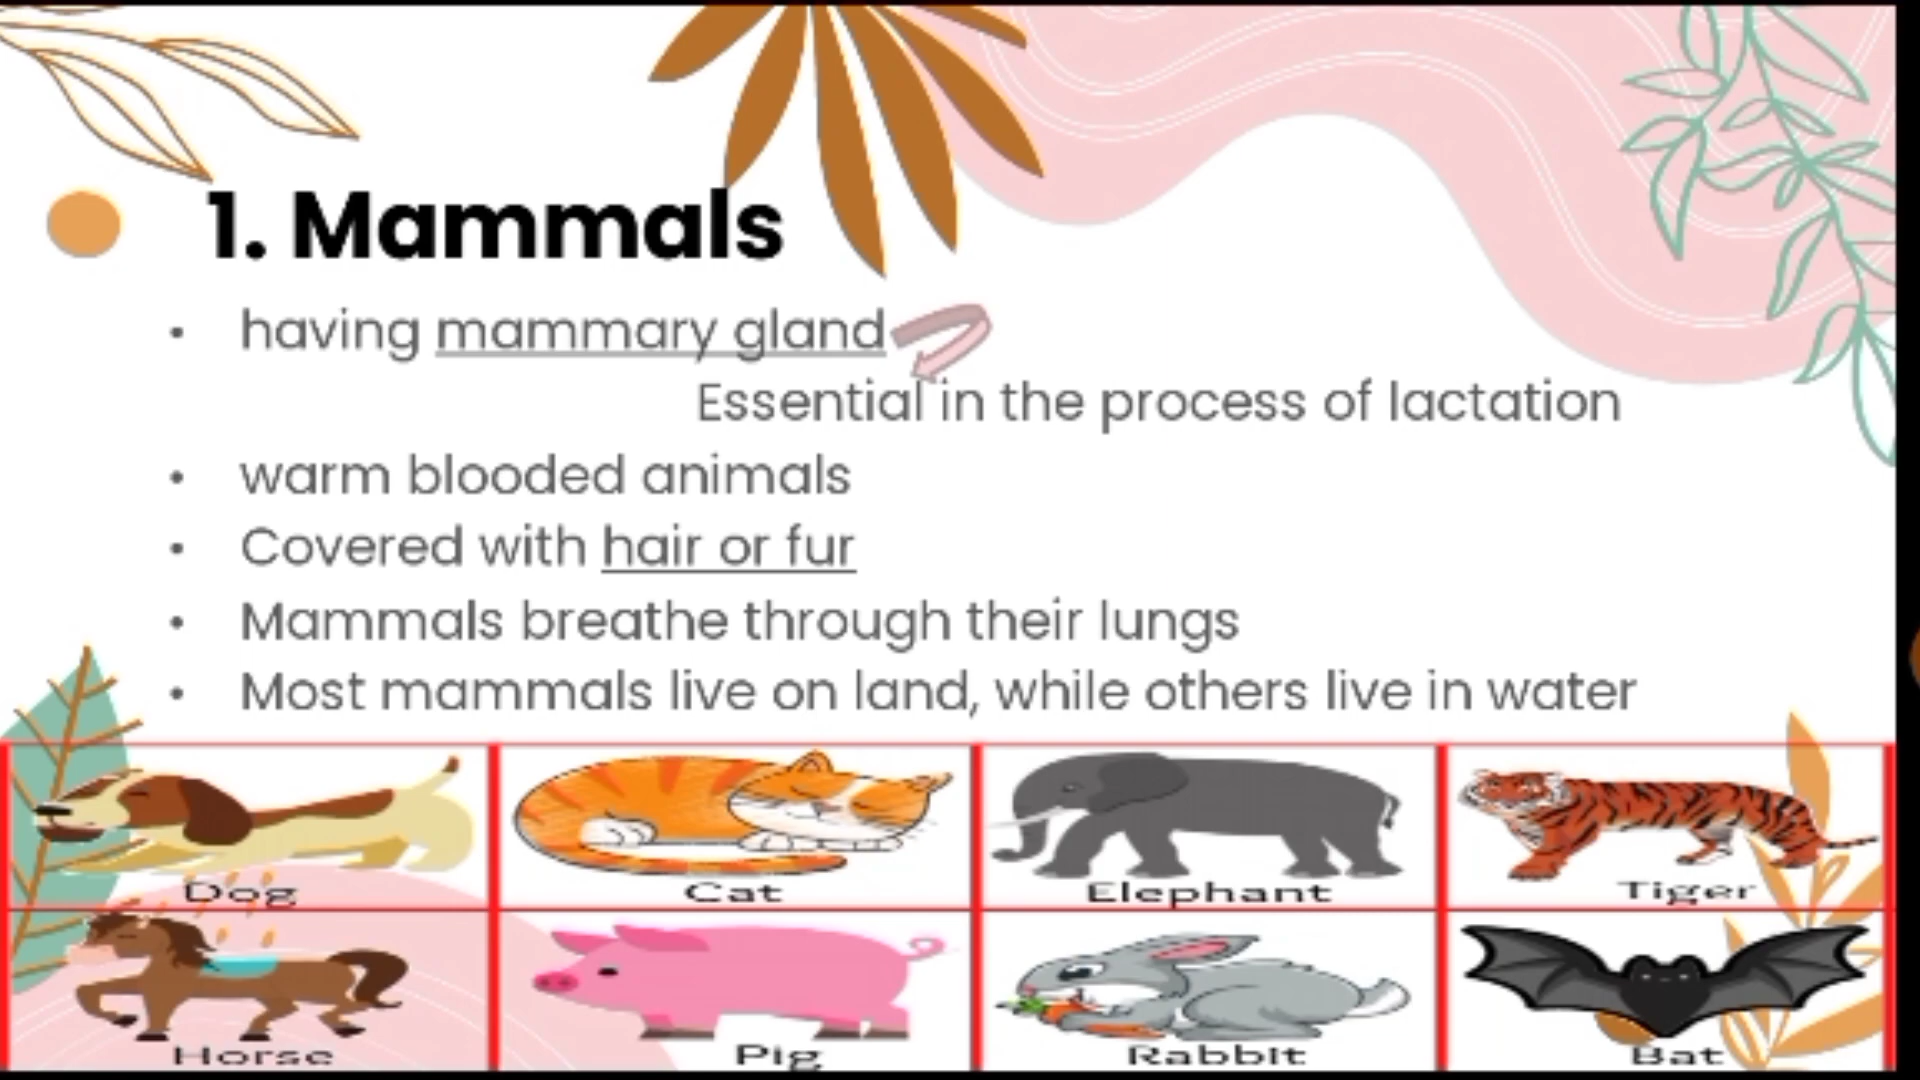 1. Mammals
• having mammary gland
Essential in the process of lactation
• warm blooded animals
• Covered with hair or fur
• Mammals breathe through their lungs
• Most mammals live on land, while others live in water
Dog Cat Elephant Tiger
Horse Pig Rabbit Bat